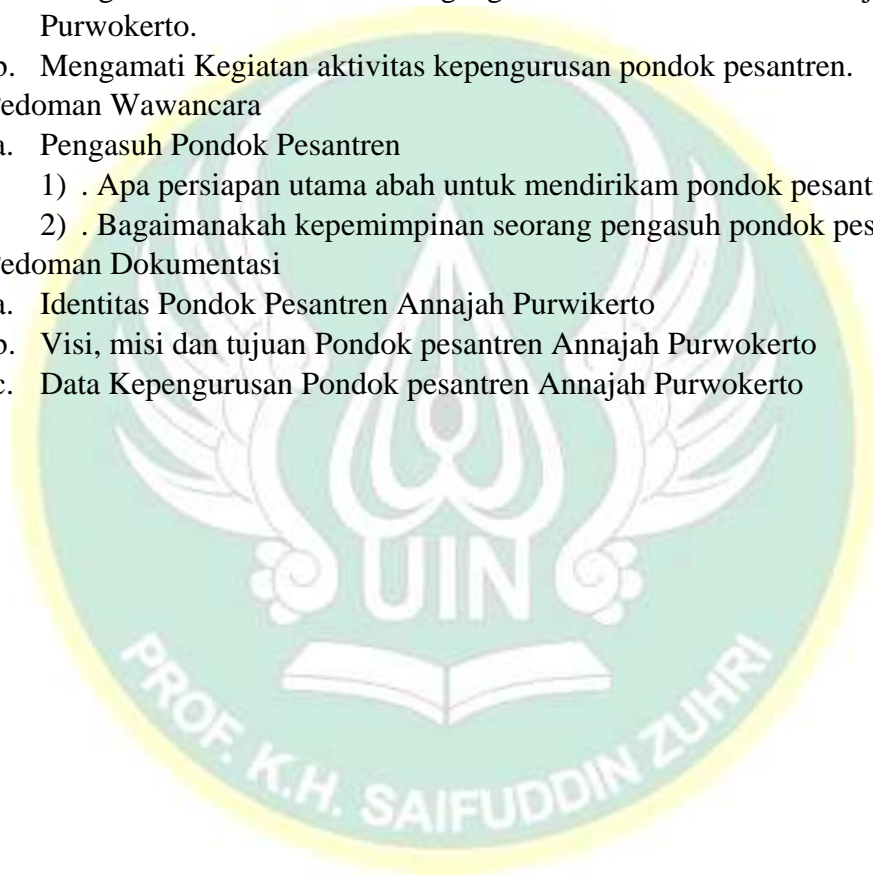 Purwokerto.
b. Mengamati Kegiatan aktivitas kepengurusan pondok pesantren.
Pedoman Wawancara
a. Pengasuh Pondok Pesantren
1) . Apa persiapan utama abah untuk mendirikam pondok
2) . Bagaimanakah kepemimpinan seorang pengasuh pondok
Pedoman Dokumentasi
a. Identitas Pondok Pesantren Annajah Purwikerto
b. Visi, misi dan tujuan Pondok pesantren Annajah Purwokerto
c. Data Kepengurusan Pondok pesantren Annajah Purwokerto
UIN
PROF. K.H. SAIFUDDIN ZUHRI